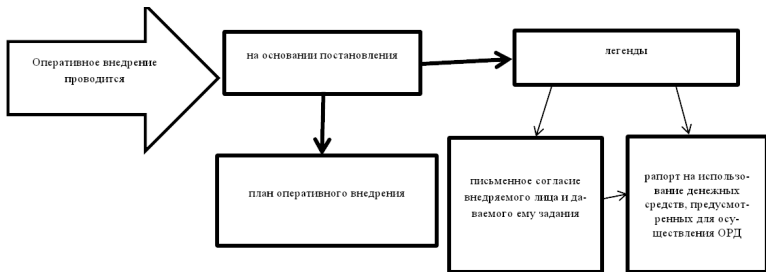 Оперативное внедрение
проводится
на основании постановления
легенды
план оперативного внедрения
письменное согласие
внедряемого лица и да-
ваемого ему задания
рапорт на использо-
вание денежных
средств, предусмот-
ренных для осу-
ществления ОРД